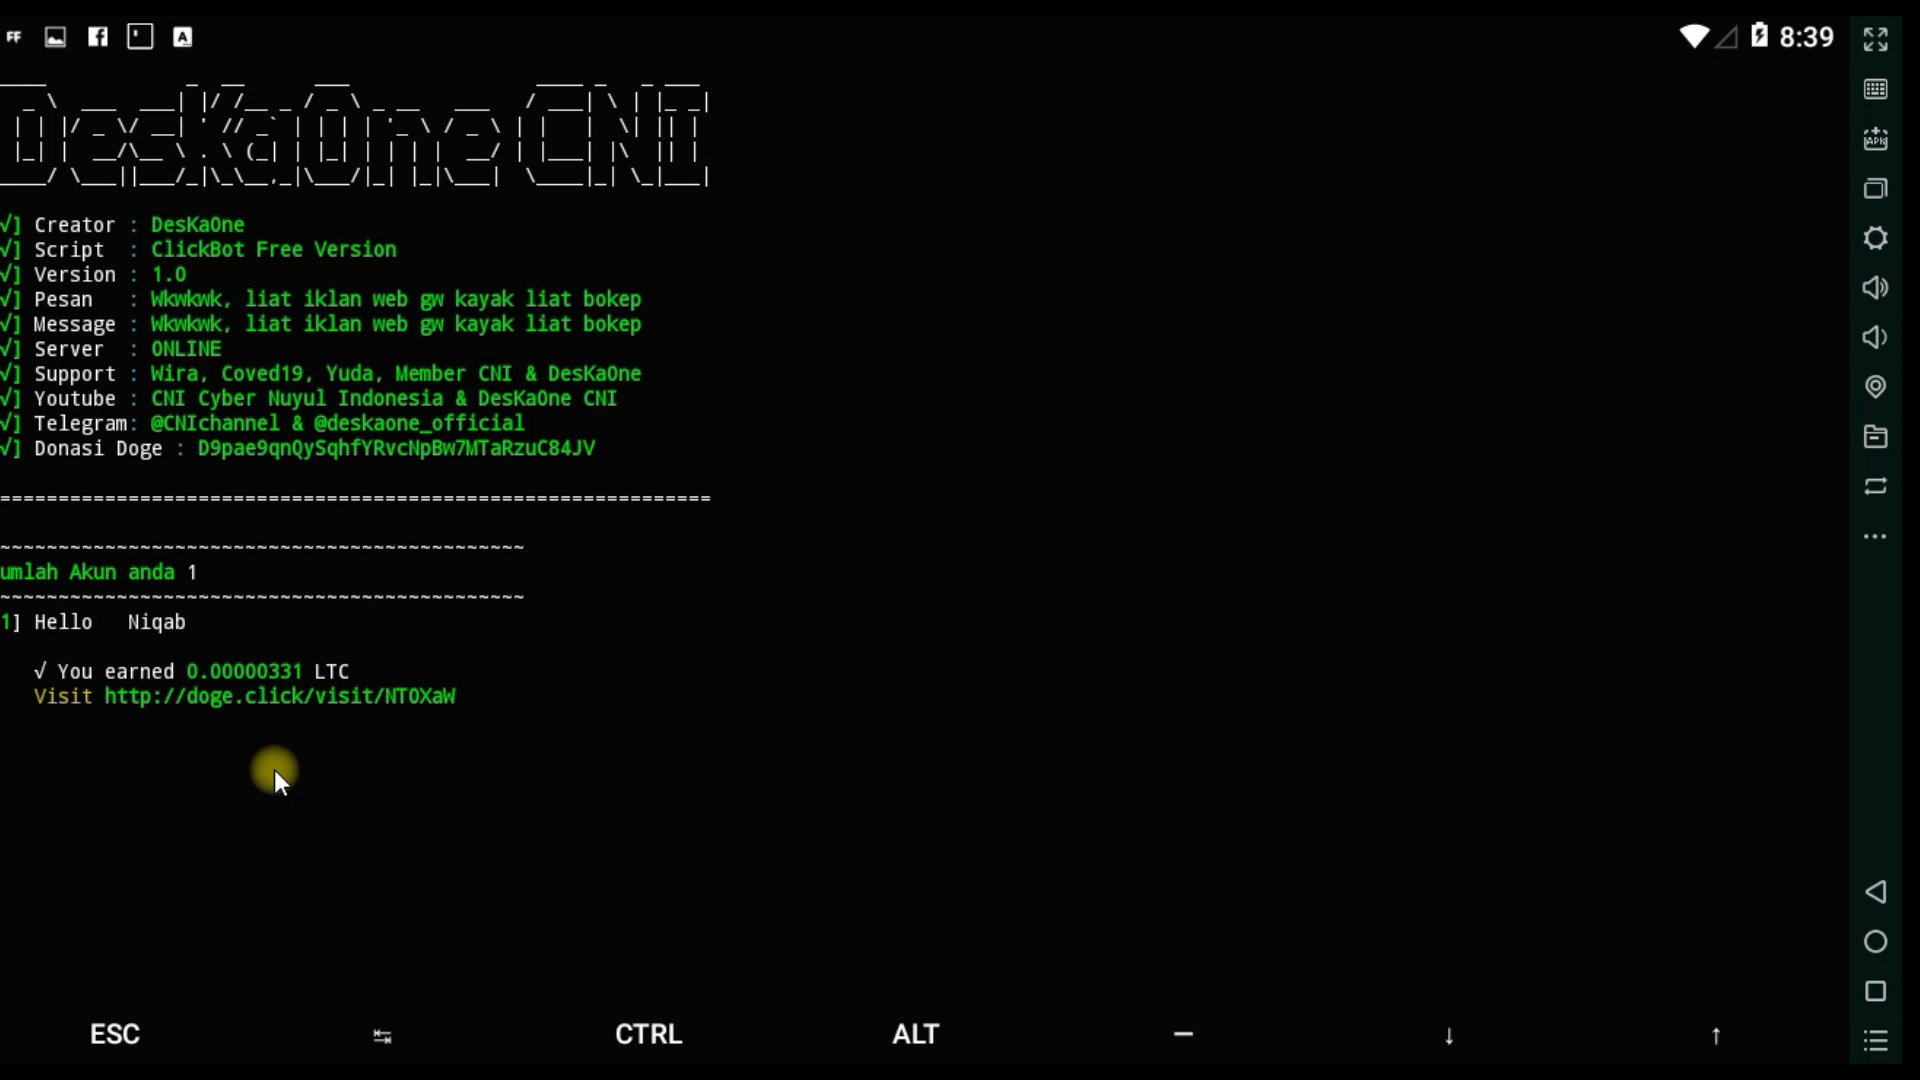 FF
8:39
DesKaOne CNI
√] Creator : DesKaOne
√] Script : ClickBot Free Version
√] Version : 1.0
√] Pesan : Wkwkwk, liat iklan web gw kayak liat bokep
√] Message : Wkwkwk, liat iklan web gw kayak liat bokep
√] Server : ONLINE
√] Support : Wira, Coved19, Yuda, Member CNI & DesKaOne
√] Youtube : CNI Cyber Nuyul Indonesia & DesKaOne CNI
√] Telegram: @CNIchannel & @deskaone_official
√] Donasi Doge : D9pae9qnQySqhfYRvcNpBw7MTaRzuC84JV
=============================================================
~~~~~~~~~~~~~~~~~~~~~~~~~~~~~~~~~~~~~~~~~~~~~
umlah Akun anda 1
~~~~~~~~~~~~~~~~~~~~~~~~~~~~~~~~~~~~~~~~~~~~~
1] Hello Niqab
√ You earned 0.00000331 LTC
Visit http://doge.click/visit/NTOXaW
ESC ↹ CTRL ALT — ↓ ↑